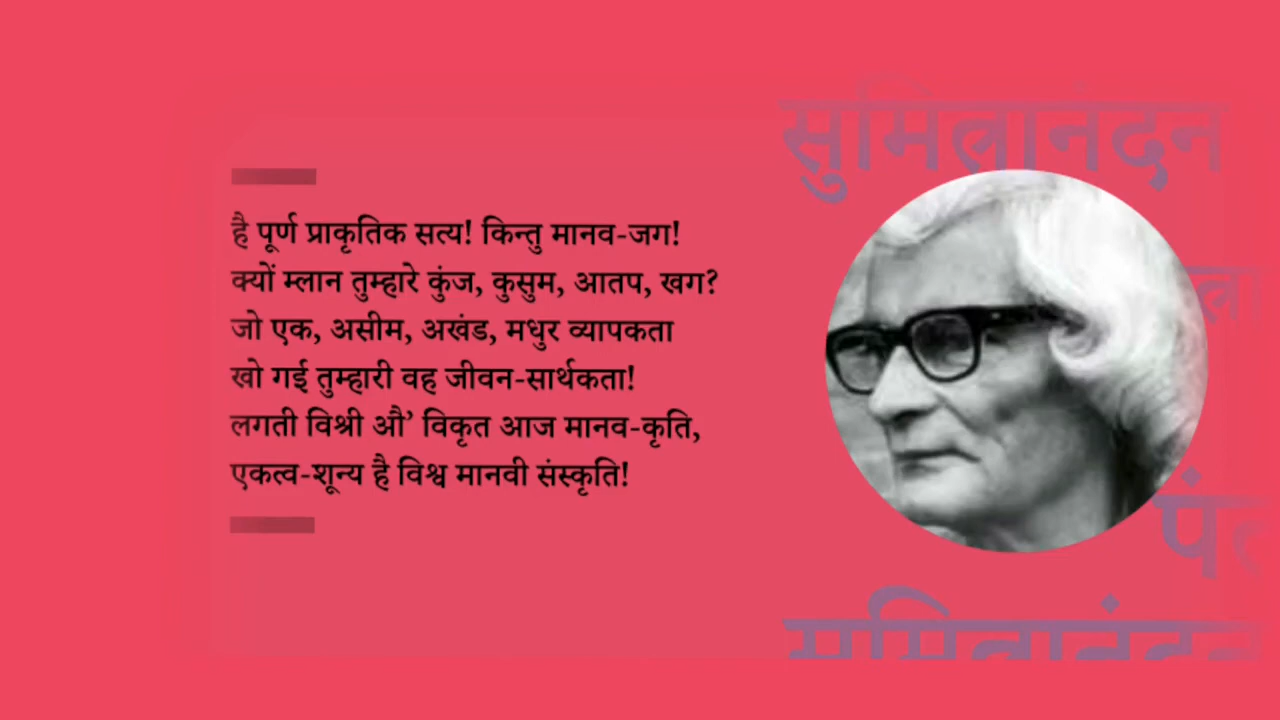 सुमित्रानंदन
है पूर्ण प्राकृतिक सत्य! किन्तु मानव-जग!
क्यों म्लान तुम्हारे कुंज, कुसुम, आतप, खग?
जो एक, असीम, अखंड, मधुर व्यापकता
खो गई तुम्हारी वह जीवन-सार्थकता!
लगती विश्री औ’ विकृत आज मानव-कृति,
एकत्व-शून्य है विश्व मानवी संस्कृति!
सुमित्रानंदन